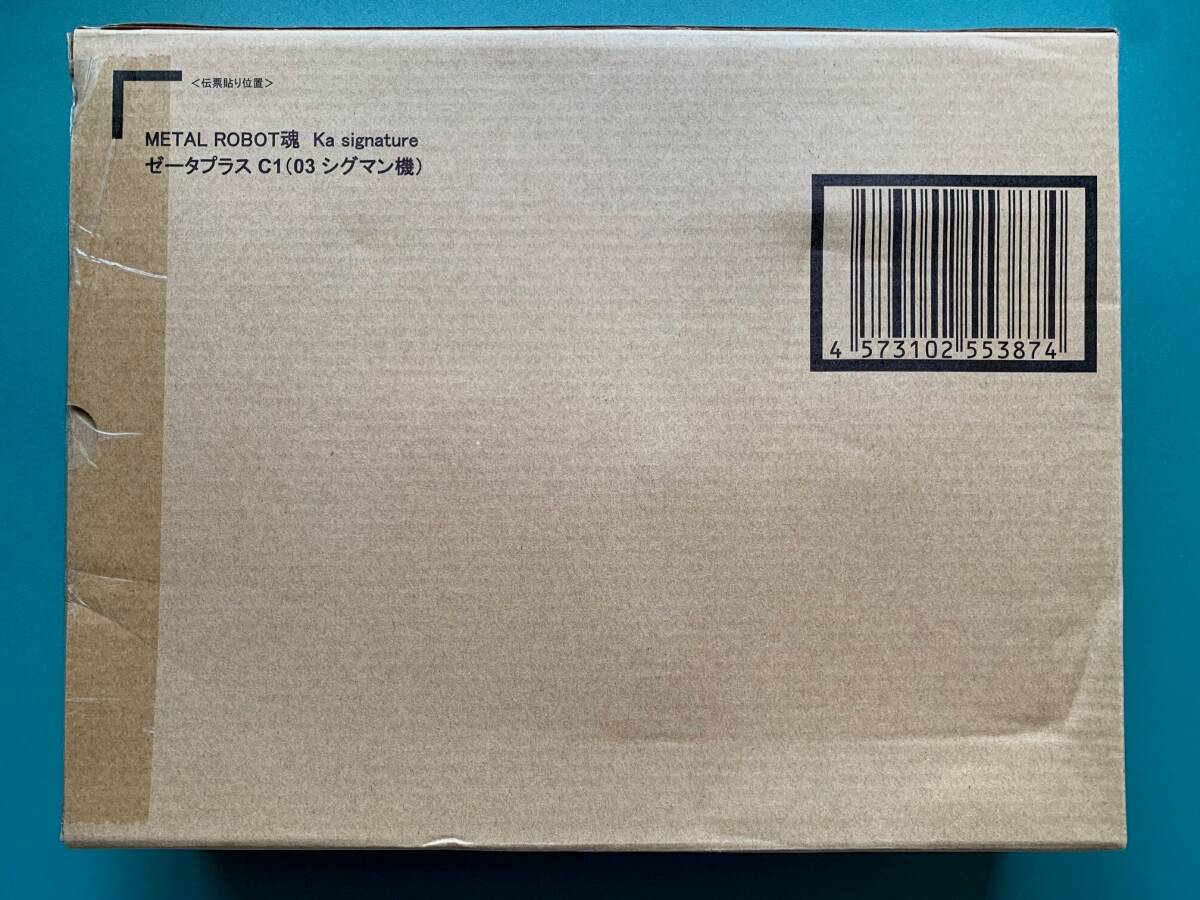 ＜伝票貼り位置＞
METAL ROBOT魂 Ka signature
ゼータプラス C1（03 シグマン機）
4 573102 553874